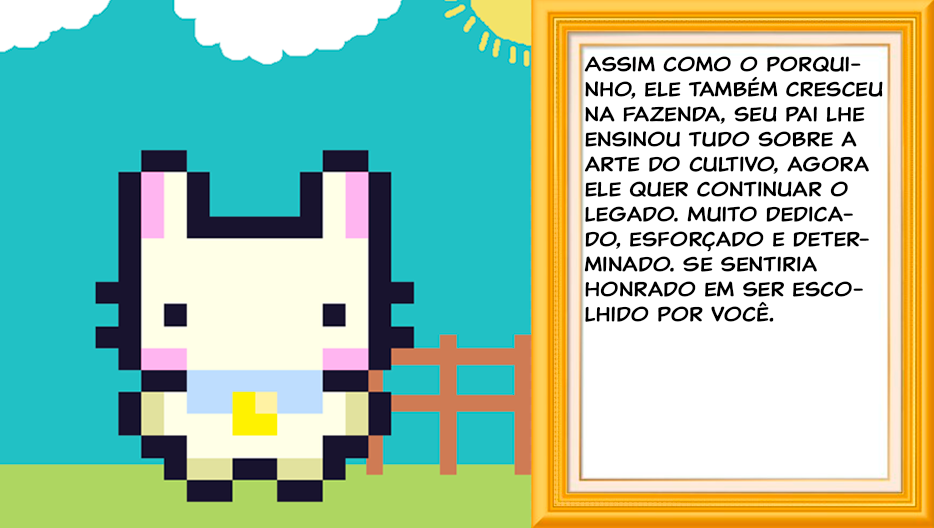 ASSIM COMO O PORQUI-
NHO, ELE TAMBÉM CRESCEU
NA FAZENDA, SEU PAI LHE
ENSINOU TUDO SOBRE A
ARTE DO CULTIVO, AGORA
ELE QUER CONTINUAR O
LEGADO. MUITO DEDICA-
DO, ESFORÇADO E DETER-
MINADO. SE SENTIRIA
HONRADO EM SER ESCO-
LHIDO POR VOCÊ.